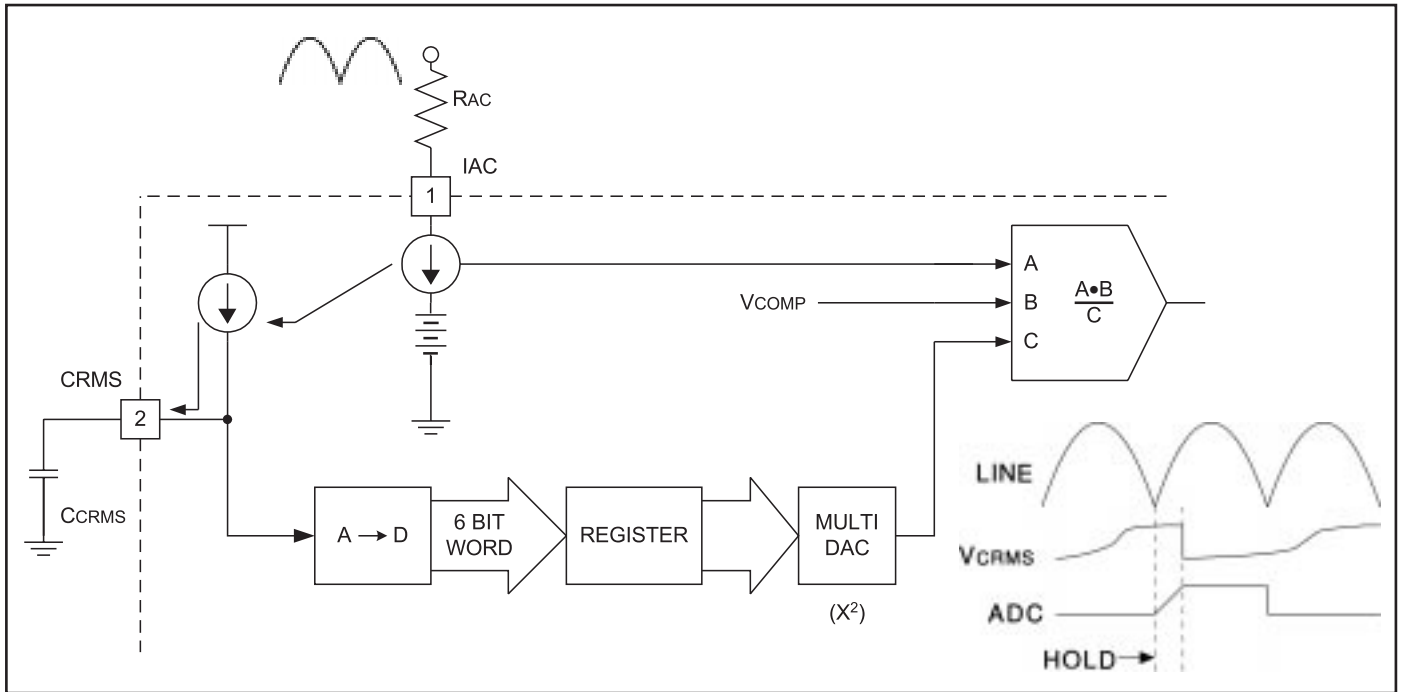 RAC
IAC
1
A
VCOMP
B
A•B
C
C
CRMS
2
CCRMS
A → D
6 BIT
WORD
REGISTER
MULTI
DAC
(X²)
LINE
VCRMS
ADC
HOLD